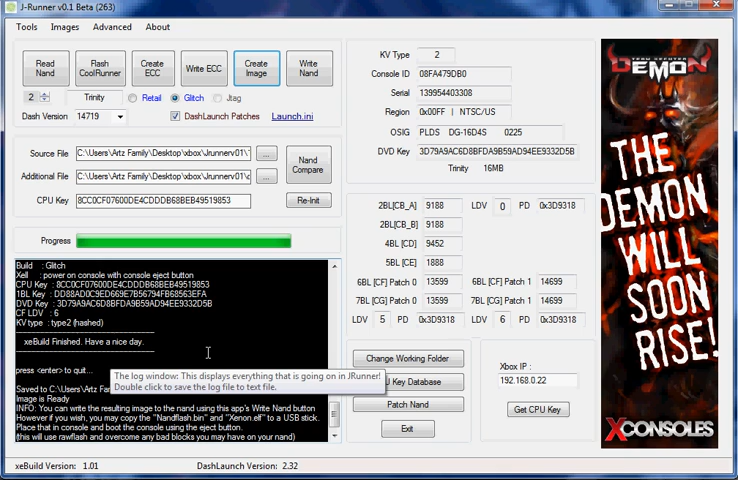 J-Runner v0.1 Beta (263)
Tools Images Advanced About
Read Nand
Flash CoolRunner
Create ECC
Write ECC
Create Image
Write Nand
2 Trinity Retail Glitch Jtag
Dash Version 14719 DashLaunch Patches Launch.ini
Source File C:\Users\Artz Family\Desktop\xbox\Jrunnerv01\ ...
Additional File C:\Users\Artz Family\Desktop\xbox\Jrunnerv01\ ...
Nand Compare
CPU Key 8CC0CF07600DE4CDDDB68BEB49519853 Re-Init
Progress
Build : Glitch
Xell : power on console with console eject button
CPU Key : 8CC0CF07600DE4CDDDB68BEB49519853
1BL Key : DD88AD0C9ED669E7B56794FB68563EFA
DVD Key : 3D79A9AC6D8BFDA9B59AD94EE9332D5B
CF LDV : 6
KV type : type2 (hashed)
xeBuild Finished. Have a nice day.
press <enter> to quit...
The log window: This displays everything that is going on in JRunner!
Double click to save the log file to text file.
Saved to C:\Users\Artz Fam
Image is Ready
INFO: You can write the resulting image to the nand using this app's Write Nand button
However if you wish, you may copy the "Nandflash.bin" and "Xenon.elf" to a USB stick.
Place that in console and boot the console using the eject button.
(this will use rawflash and overcome any bad blocks you may have on your nand)
KV Type 2
Console ID 08FA479DB0
Serial 139954403308
Region 0x00FF | NTSC/US
OSIG PLDS DG-16D4S 0225
DVD Key 3D79A9AC6D8BFDA9B59AD94EE9332D5B
Trinity 16MB
2BL[CB_A] 9188 LDV 0 PD 0x3D9318
2BL[CB_B] 9188
4BL [CD] 9452
5BL [CE] 1888
6BL [CF] Patch 0 13599 6BL [CF] Patch 1 14699
7BL [CG] Patch 0 13599 7BL [CG] Patch 1 14699
LDV 5 PD 0x3D9318 LDV 6 PD 0x3D9318
Change Working Folder
U Key Database
Patch Nand
Exit
Xbox IP :
192.168.0.22
Get CPU Key
TEAM XECUTER
DEMON
THE
DEMON
WILL
SOON
RISE!
XCONSOLES
xeBuild Version: 1.01 DashLaunch Version: 2.32